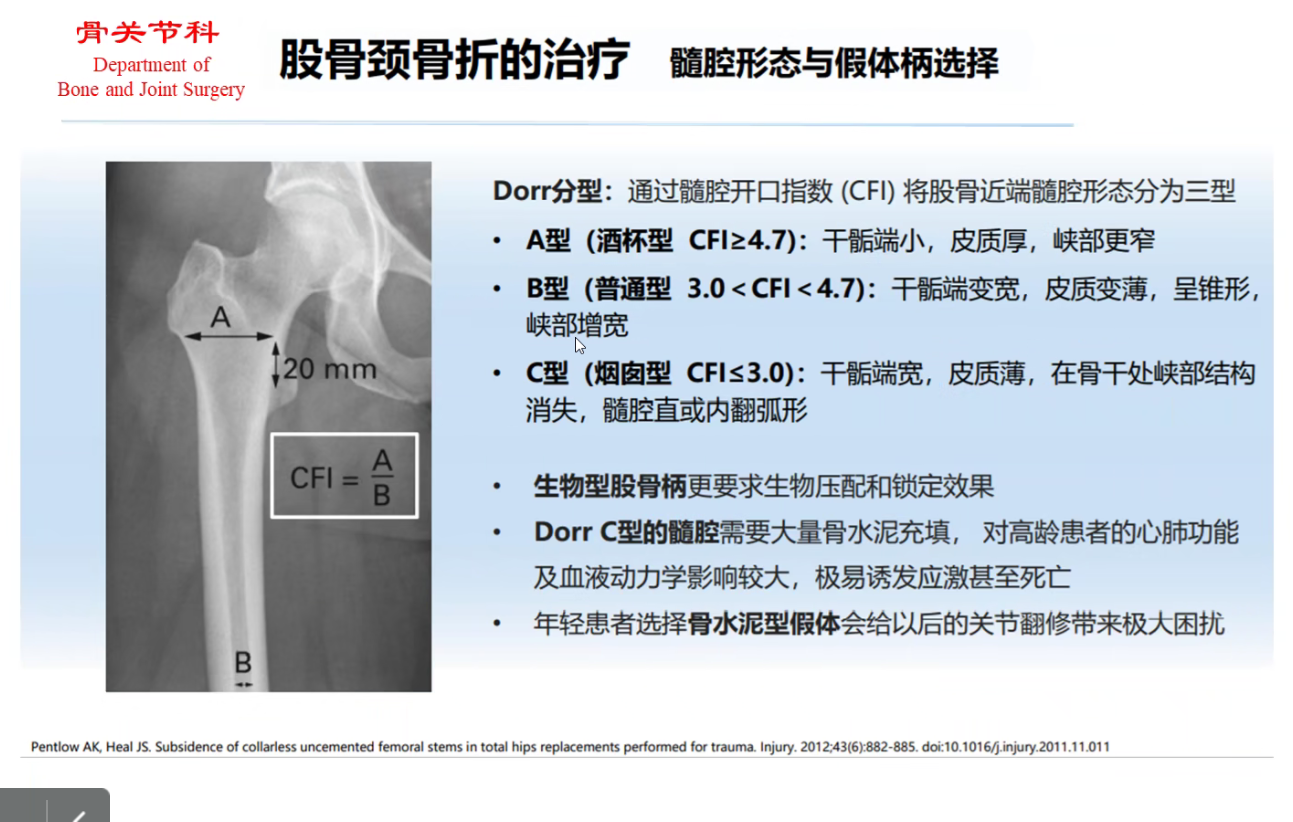 骨关节科
Department of
Bone and Joint Surgery
股骨颈骨折的治疗 髓腔形态与假体柄选择
A
20 mm
CFI = A/B
B
Dorr分型：通过髓腔开口指数 (CFI) 将股骨近端髓腔形态分为三型
• A型（酒杯型 CFI≥4.7）：干骺端小，皮质厚，峡部更窄
• B型（普通型 3.0＜CFI＜4.7）：干骺端变宽，皮质变薄，呈锥形，
峡部增宽
• C型（烟囱型 CFI≤3.0）：干骺端宽，皮质薄，在骨干处峡部结构
消失，髓腔直或内翻弧形
• 生物型股骨柄更要求生物压配和锁定效果
• Dorr C型的髓腔需要大量骨水泥充填， 对高龄患者的心肺功能
及血液动力学影响较大，极易诱发应激甚至死亡
• 年轻患者选择骨水泥型假体会给以后的关节翻修带来极大困扰
Pentlow AK, Heal JS. Subsidence of collarless uncemented femoral stems in total hips replacements performed for trauma. Injury. 2012;43(6):882-885. doi:10.1016/j.injury.2011.11.011